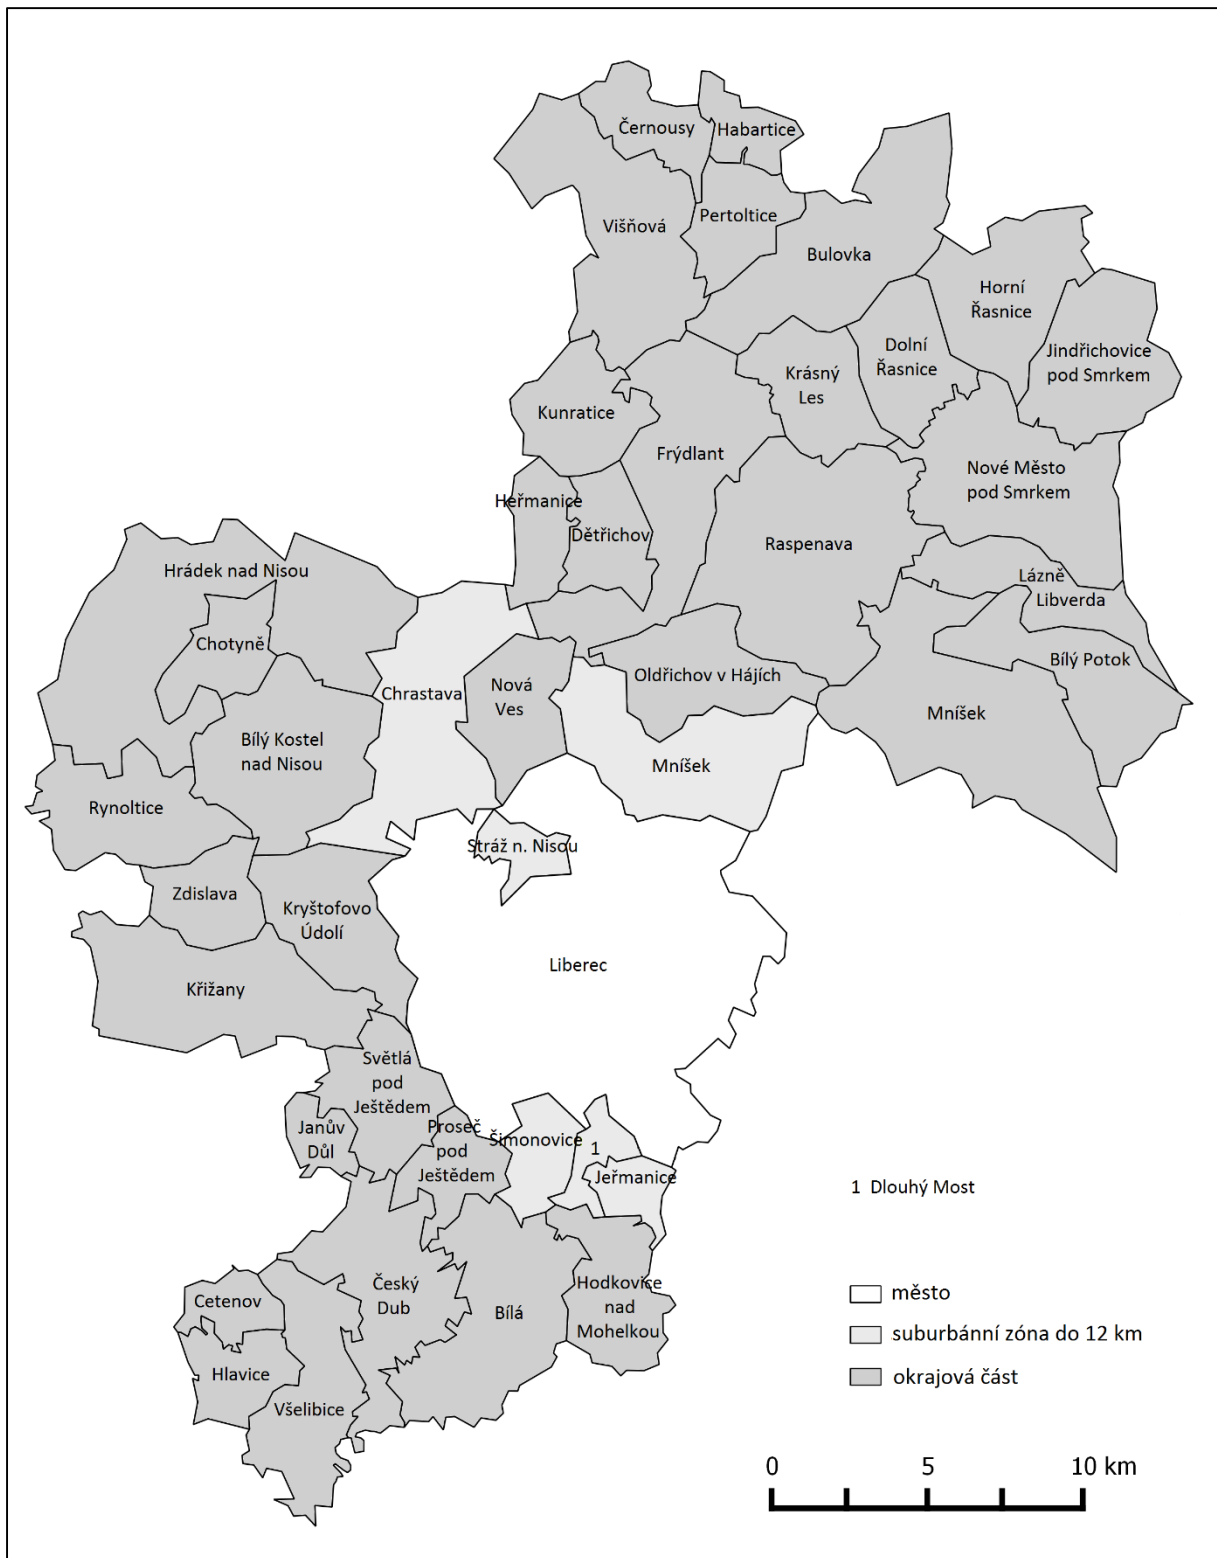 Černousy
Habartice
Višňová
Pertoltice
Bulovka
Horní
Řasnice
Dolní
Řasnice
Jindřichovice
pod Smrkem
Krásný
Les
Kunratice
Frýdlant
Nové Město
pod Smrkem
Heřmanice
Dětřichov
Raspenava
Hrádek nad Nisou
Lázně
Libverda
Chotyně
Bílý Potok
Oldřichov v Hájích
Chrastava
Nová
Ves
Mníšek
Bílý Kostel
nad Nisou
Mníšek
Rynoltice
Stráž n. Nisou
Zdislava
Kryštofovo
Údolí
Liberec
Křižany
Světlá
pod
Ještědem
Janův
Důl
Proseč
pod
Ještědem
Šimonovice
1
Jeřmanice
1 Dlouhý Most
Český
Dub
Hodkovice
nad
Mohelkou
Cetenov
Bílá
Hlavice
Všelibice
město
suburbánní zóna do 12 km
okrajová část
0 5 10 km